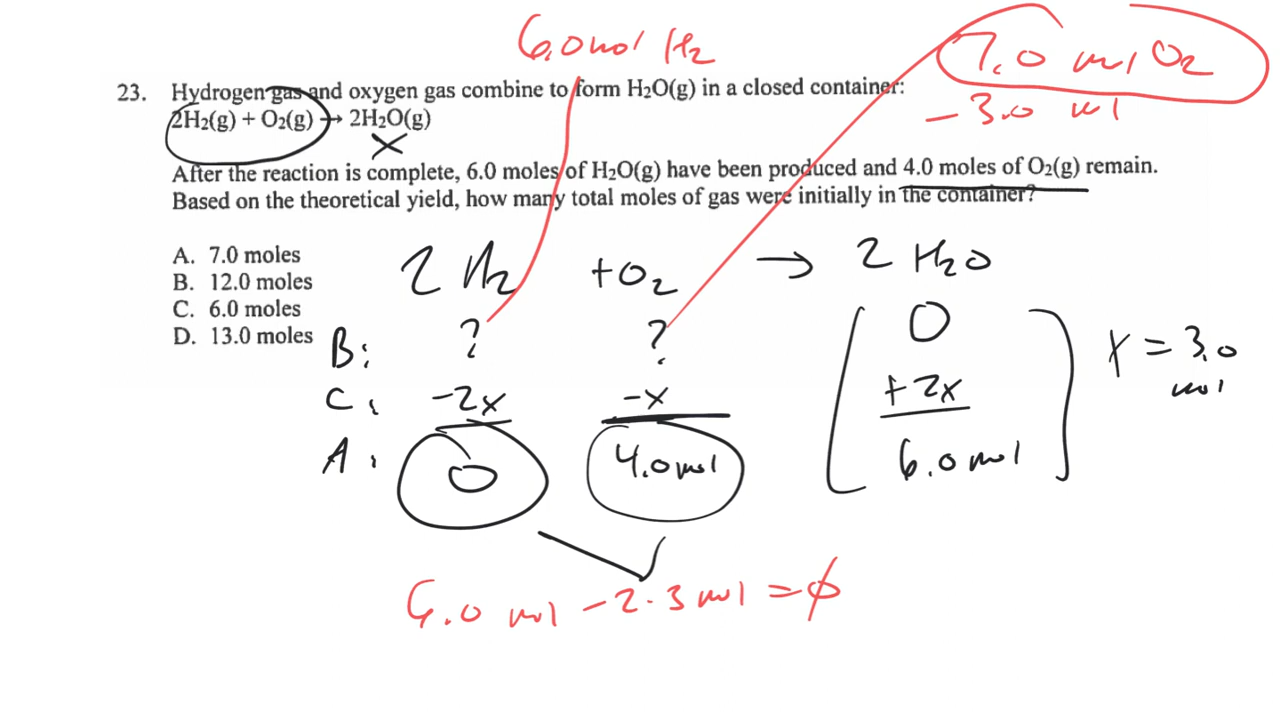 6.0 mol H2
7.0 mol O2
- 3.0 mol
23. Hydrogen gas and oxygen gas combine to form H₂O(g) in a closed container:
2H₂(g) + O₂(g) → 2H₂O(g)
After the reaction is complete, 6.0 moles of H₂O(g) have been produced and 4.0 moles of O₂(g) remain.
Based on the theoretical yield, how many total moles of gas were initially in the container?
A. 7.0 moles
B. 12.0 moles
C. 6.0 moles
D. 13.0 moles
2 H2 + O2 → 2 H2O
B: ? ? 0
C: -2x -x +2x
A: 0 4.0 mol 6.0 mol
x = 3.0 mol
6.0 mol - 2·3 mol = 0